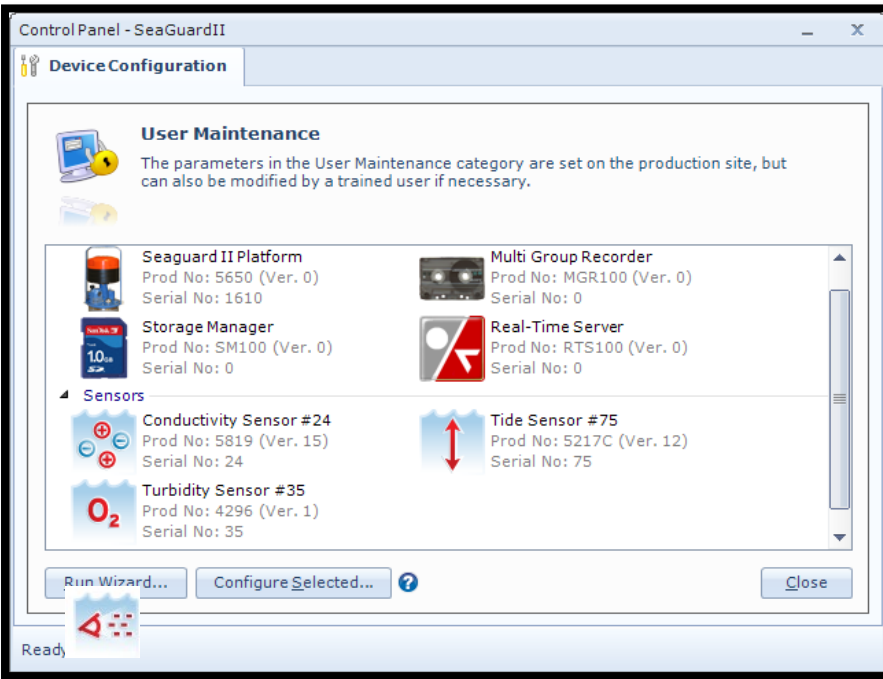 Control Panel - SeaGuardII
Device Configuration
User Maintenance
The parameters in the User Maintenance category are set on the production site, but
can also be modified by a trained user if necessary.
Seaguard II Platform
Prod No: 5650 (Ver. 0)
Serial No: 1610
Multi Group Recorder
Prod No: MGR100 (Ver. 0)
Serial No: 0
SanDisk
1.0GB
Storage Manager
Prod No: SM100 (Ver. 0)
Serial No: 0
Real-Time Server
Prod No: RTS100 (Ver. 0)
Serial No: 0
Sensors
Conductivity Sensor #24
Prod No: 5819 (Ver. 15)
Serial No: 24
Tide Sensor #75
Prod No: 5217C (Ver. 12)
Serial No: 75
O2
Turbidity Sensor #35
Prod No: 4296 (Ver. 1)
Serial No: 35
Run Wizard...
Configure Selected...
?
Close
Ready